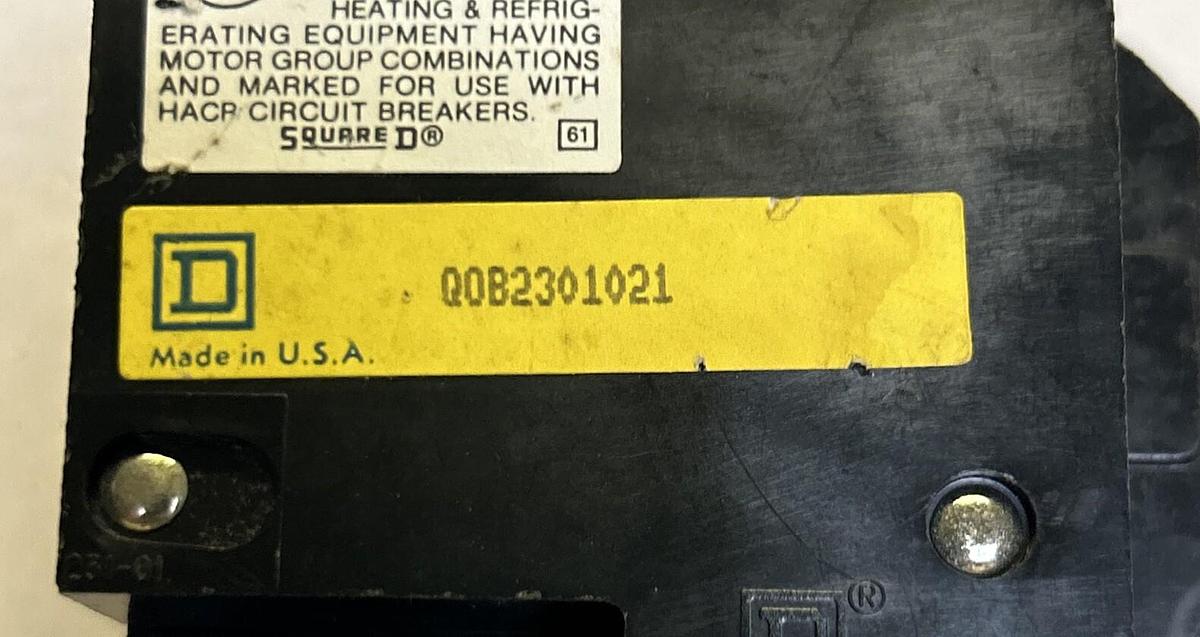 HEATING & REFRIG-
ERATING EQUIPMENT HAVING
MOTOR GROUP COMBINATIONS
AND MARKED FOR USE WITH
HACR CIRCUIT BREAKERS.
SQUARE D®
61
D
QOB2301021
Made in U.S.A.
D ®